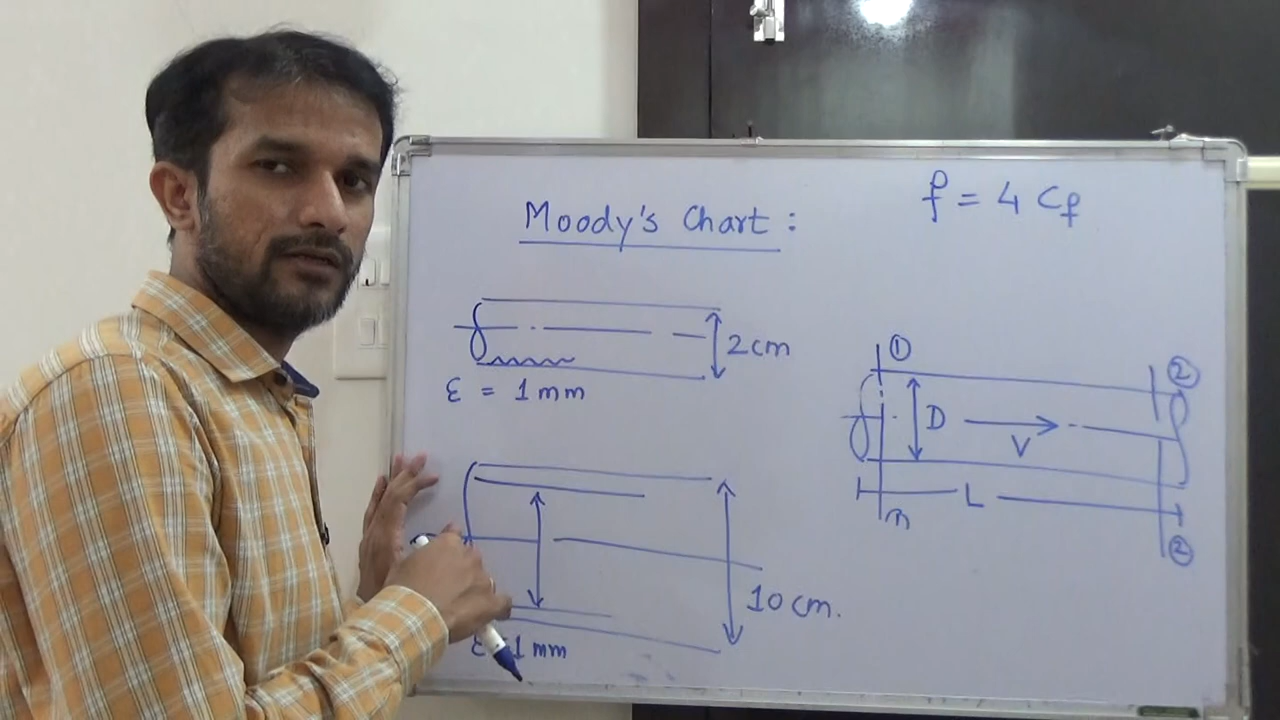 Moody's Chart :
f = 4 Cf
2 cm
ε = 1 mm
10 cm.
ε = 1 mm
①
②
D
V
L
②